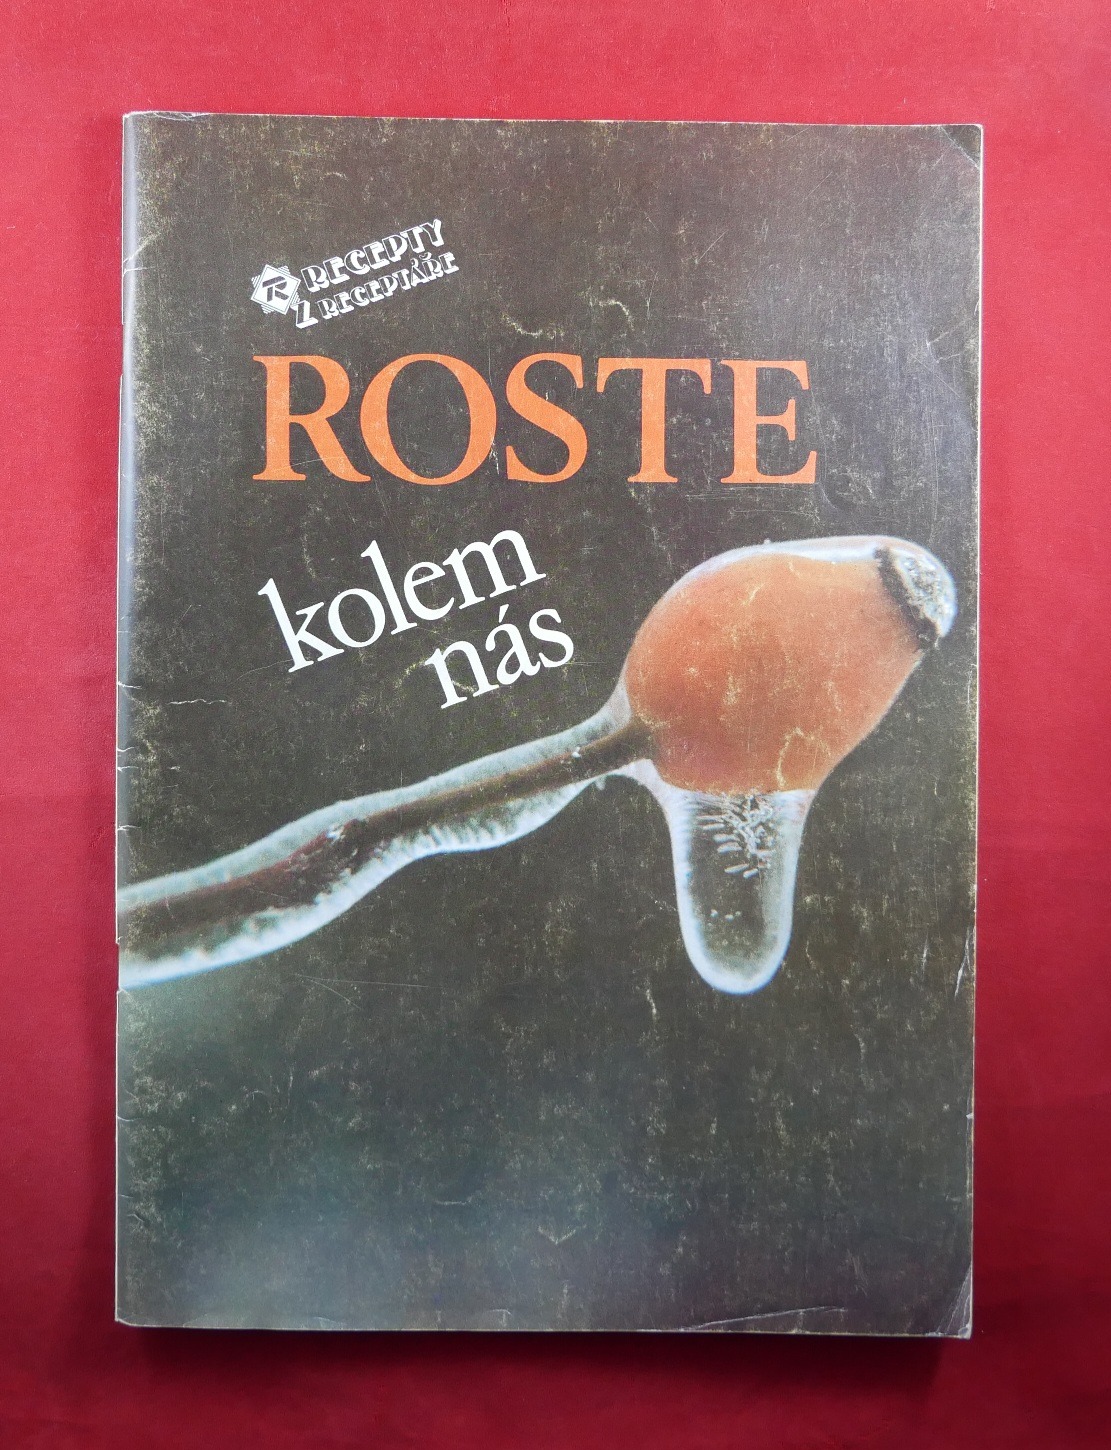 R
RECEPTY
Z RECEPTÁŘE
ROSTE
kolem
nás